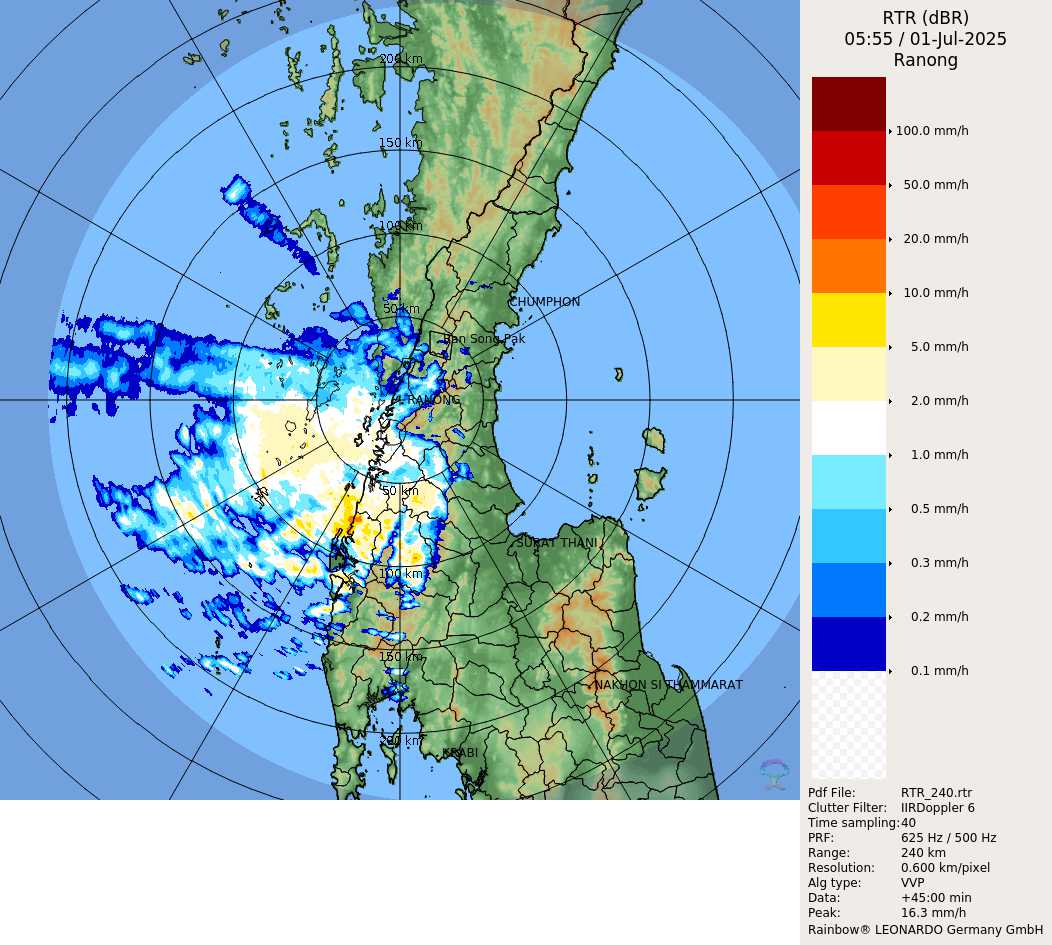 RTR (dBR)
05:55 / 01-Jul-2025
Ranong
200 km
150 km
100 km
50 km
CHUMPHON
Ban Song Pak
RANONG
50 km
SURAT THANI
100 km
150 km
NAKHON SI THAMMARAT
200 km
KRABI
100.0 mm/h
50.0 mm/h
20.0 mm/h
10.0 mm/h
5.0 mm/h
2.0 mm/h
1.0 mm/h
0.5 mm/h
0.3 mm/h
0.2 mm/h
0.1 mm/h
Pdf File: RTR_240.rtr
Clutter Filter: IIRDoppler 6
Time sampling:40
PRF: 625 Hz / 500 Hz
Range: 240 km
Resolution: 0.600 km/pixel
Alg type: VVP
Data: +45:00 min
Peak: 16.3 mm/h
Rainbow® LEONARDO Germany GmbH